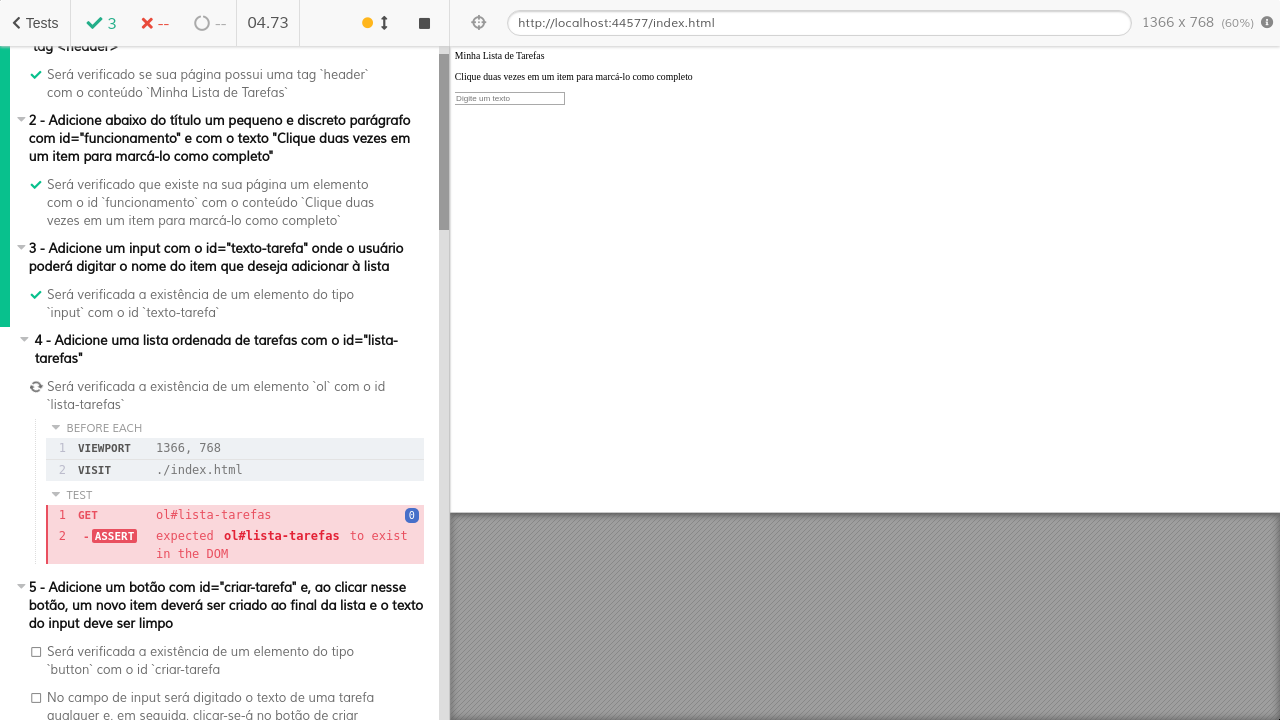 Tests
3
--
--
04.73
http://localhost:44577/index.html
1366 x 768 (60%)
tag <header>
Será verificado se sua página possui uma tag `header`
com o conteúdo `Minha Lista de Tarefas`
2 - Adicione abaixo do título um pequeno e discreto parágrafo
com id="funcionamento" e com o texto "Clique duas vezes em
um item para marcá-lo como completo"
Será verificado que existe na sua página um elemento
com o id `funcionamento` com o conteúdo `Clique duas
vezes em um item para marcá-lo como completo`
3 - Adicione um input com o id="texto-tarefa" onde o usuário
poderá digitar o nome do item que deseja adicionar à lista
Será verificada a existência de um elemento do tipo
`input` com o id `texto-tarefa`
4 - Adicione uma lista ordenada de tarefas com o id="lista-
tarefas"
Será verificada a existência de um elemento `ol` com o id
`lista-tarefas`
BEFORE EACH
1 VIEWPORT 1366, 768
2 VISIT ./index.html
TEST
1 GET ol#lista-tarefas 0
2 -ASSERT expected ol#lista-tarefas to exist
in the DOM
5 - Adicione um botão com id="criar-tarefa" e, ao clicar nesse
botão, um novo item deverá ser criado ao final da lista e o texto
do input deve ser limpo
Será verificada a existência de um elemento do tipo
`button` com o id `criar-tarefa
No campo de input será digitado o texto de uma tarefa
qualquer e, em seguida, clicar-se-á no botão de criar
Minha Lista de Tarefas
Clique duas vezes em um item para marcá-lo como completo
Digite um texto